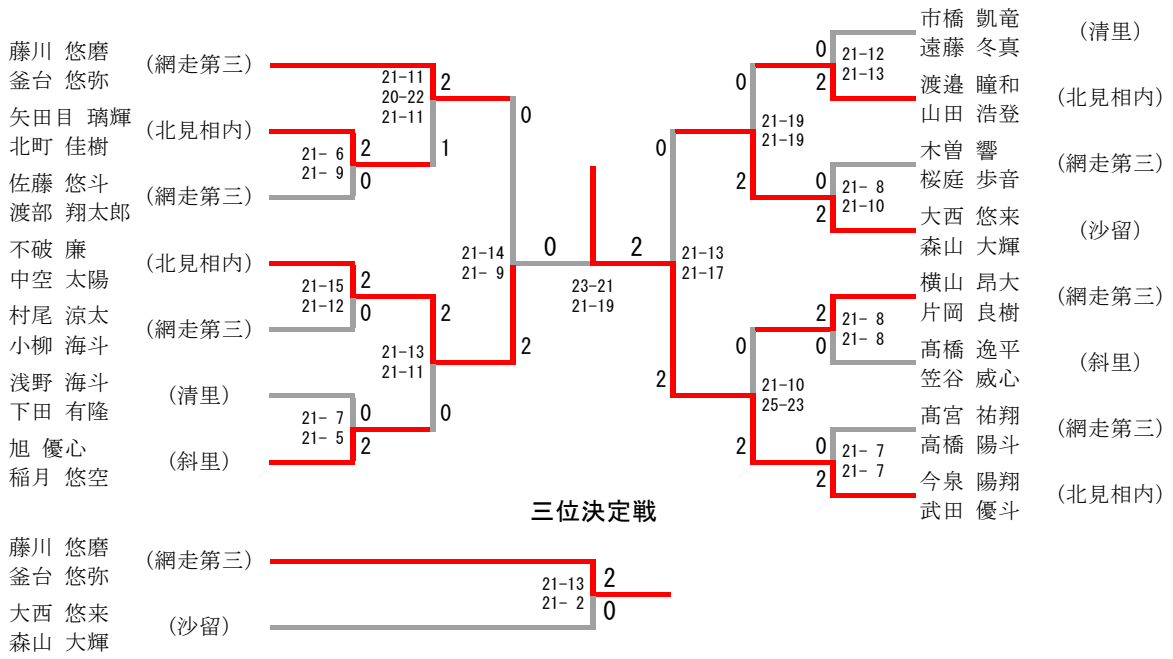 藤川 悠磨
釜台 悠弥
(網走第三)
矢田目 璃輝
北町 佳樹
(北見相内)
佐藤 悠斗
渡部 翔太郎
(網走第三)
不破 廉
中空 太陽
(北見相内)
村尾 涼太
小柳 海斗
(網走第三)
浅野 海斗
下田 有隆
(清里)
旭 優心
稲月 悠空
(斜里)
21-11
20-22
21-11
2
1
21- 6
21- 9
2
0
21-15
21-12
2
0
21- 7
21- 5
0
2
21-13
21-11
2
0
21-14
21- 9
0
2
0
2
23-21
21-19
21-13
21-17
0
2
21-19
21-19
0
2
21-10
25-23
0
2
21-12
21-13
0
2
21- 8
21-10
0
2
21- 8
21- 8
2
0
21- 7
21- 7
0
2
市橋 凱竜
遠藤 冬真
(清里)
渡邉 瞳和
山田 浩登
(北見相内)
木曽 響
桜庭 歩音
(網走第三)
大西 悠来
森山 大輝
(沙留)
横山 昂大
片岡 良樹
(網走第三)
髙橋 逸平
笠谷 威心
(斜里)
髙宮 祐翔
高橋 陽斗
(網走第三)
今泉 陽翔
武田 優斗
(北見相内)
三位決定戦
藤川 悠磨
釜台 悠弥
(網走第三)
大西 悠来
森山 大輝
(沙留)
21-13
21- 2
2
0